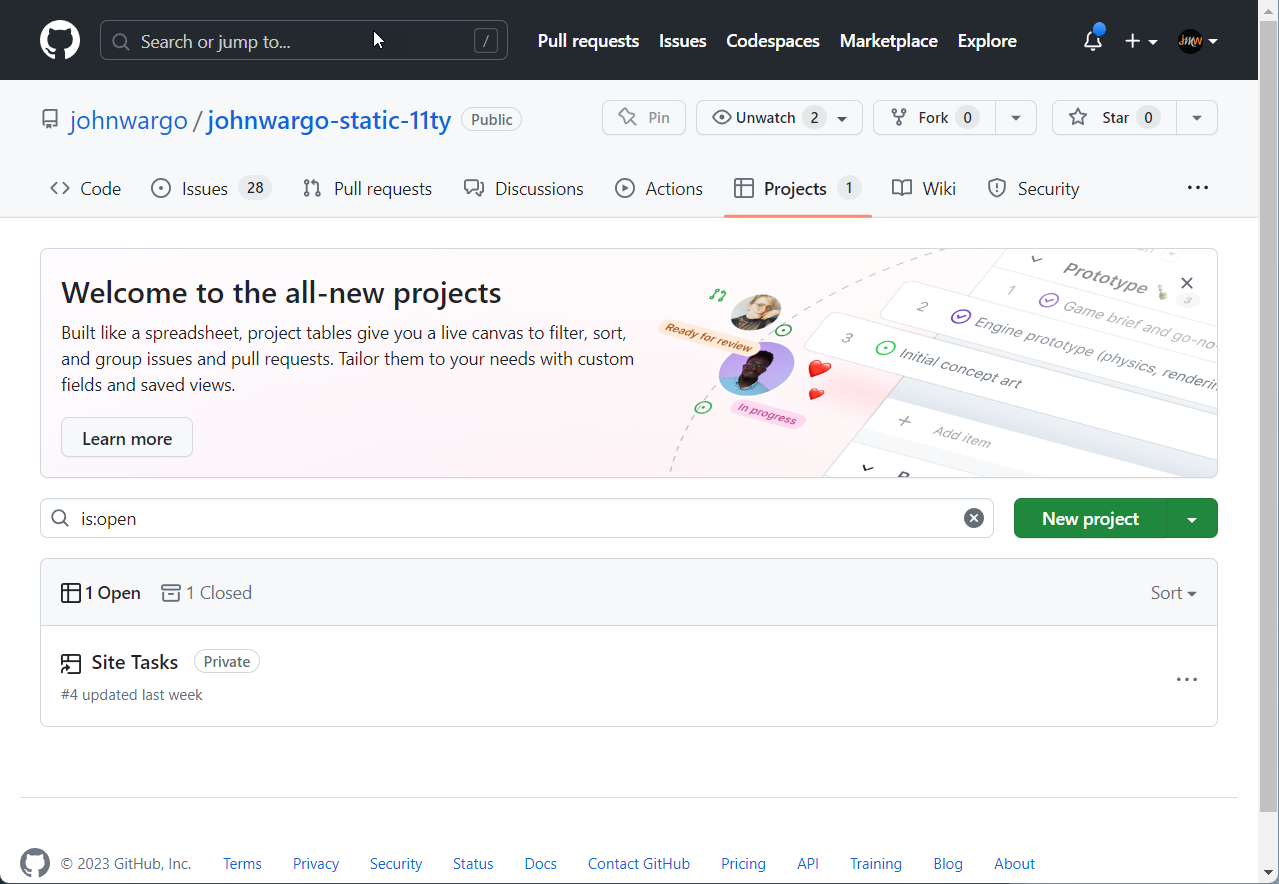 Search or jump to... /
Pull requests Issues Codespaces Marketplace Explore
johnwargo / johnwargo-static-11ty Public
Pin Unwatch 2 Fork 0 Star 0
Code Issues 28 Pull requests Discussions Actions Projects 1 Wiki Security
Welcome to the all-new projects
Built like a spreadsheet, project tables give you a live canvas to filter, sort,
and group issues and pull requests. Tailor them to your needs with custom
fields and saved views.
Learn more
Ready for review
In progress
Prototype 3
1 Game brief and go-no-
2 Engine prototype (physics, renderin
3 Initial concept art
+ Add item
is:open
New project
1 Open 1 Closed Sort
Site Tasks Private
#4 updated last week
© 2023 GitHub, Inc. Terms Privacy Security Status Docs Contact GitHub Pricing API Training Blog About